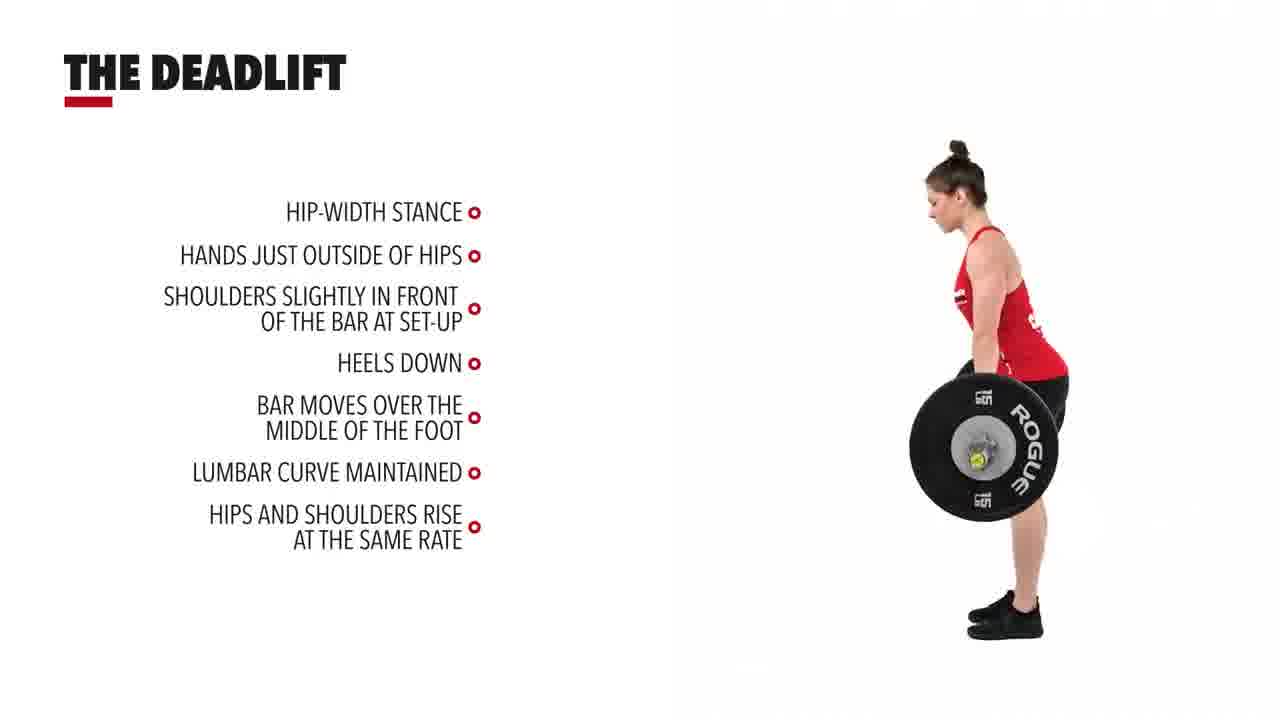 THE DEADLIFT
HIP-WIDTH STANCE
HANDS JUST OUTSIDE OF HIPS
SHOULDERS SLIGHTLY IN FRONT
OF THE BAR AT SET-UP
HEELS DOWN
BAR MOVES OVER THE
MIDDLE OF THE FOOT
LUMBAR CURVE MAINTAINED
HIPS AND SHOULDERS RISE
AT THE SAME RATE
15
ROGUE
15